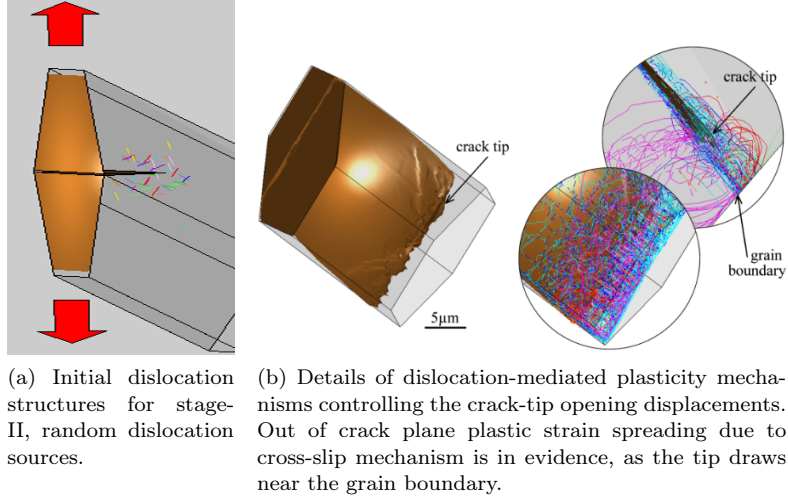 crack tip
crack tip
grain
boundary
5µm
(a) Initial dislocation
structures for stage-
II, random dislocation
sources.
(b) Details of dislocation-mediated plasticity mecha-
nisms controlling the crack-tip opening displacements.
Out of crack plane plastic strain spreading due to
cross-slip mechanism is in evidence, as the tip draws
near the grain boundary.